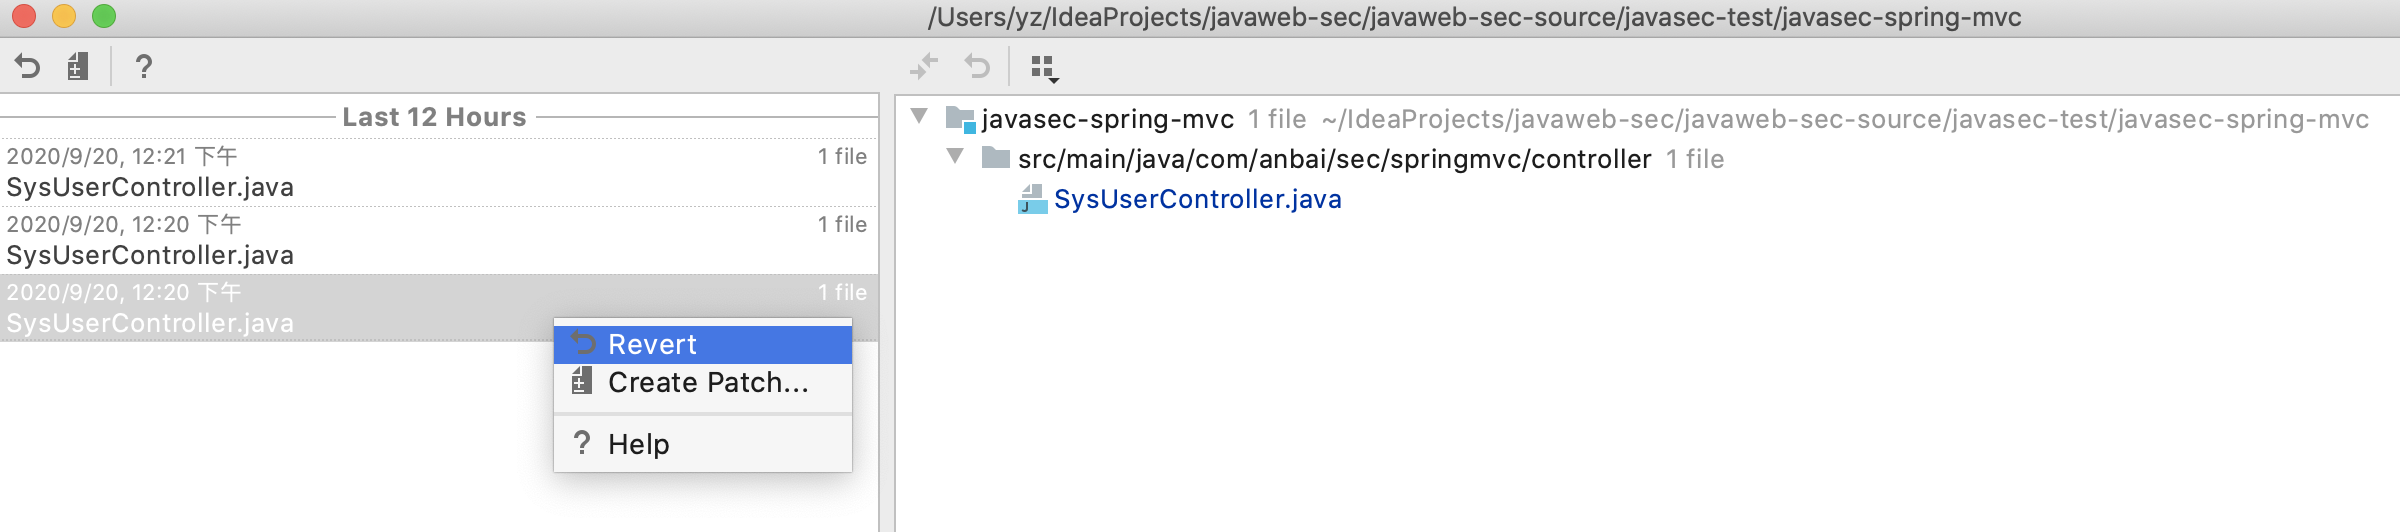 /Users/yz/IdeaProjects/javaweb-sec/javaweb-sec-source/javasec-test/javasec-spring-mvc
?
Last 12 Hours
2020/9/20, 12:21 下午 1 file
SysUserController.java
2020/9/20, 12:20 下午 1 file
SysUserController.java
2020/9/20, 12:20 下午 1 file
SysUserController.java
Revert
Create Patch...
? Help
javasec-spring-mvc 1 file ~/IdeaProjects/javaweb-sec/javaweb-sec-source/javasec-test/javasec-spring-mvc
src/main/java/com/anbai/sec/springmvc/controller 1 file
J SysUserController.java